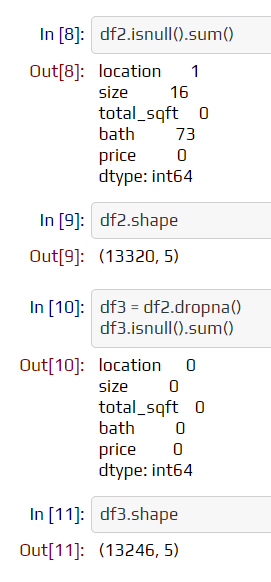 In [8]: df2.isnull().sum()
Out[8]: location 1
size 16
total_sqft 0
bath 73
price 0
dtype: int64
In [9]: df2.shape
Out[9]: (13320, 5)
In [10]: df3 = df2.dropna()
df3.isnull().sum()
Out[10]: location 0
size 0
total_sqft 0
bath 0
price 0
dtype: int64
In [11]: df3.shape
Out[11]: (13246, 5)